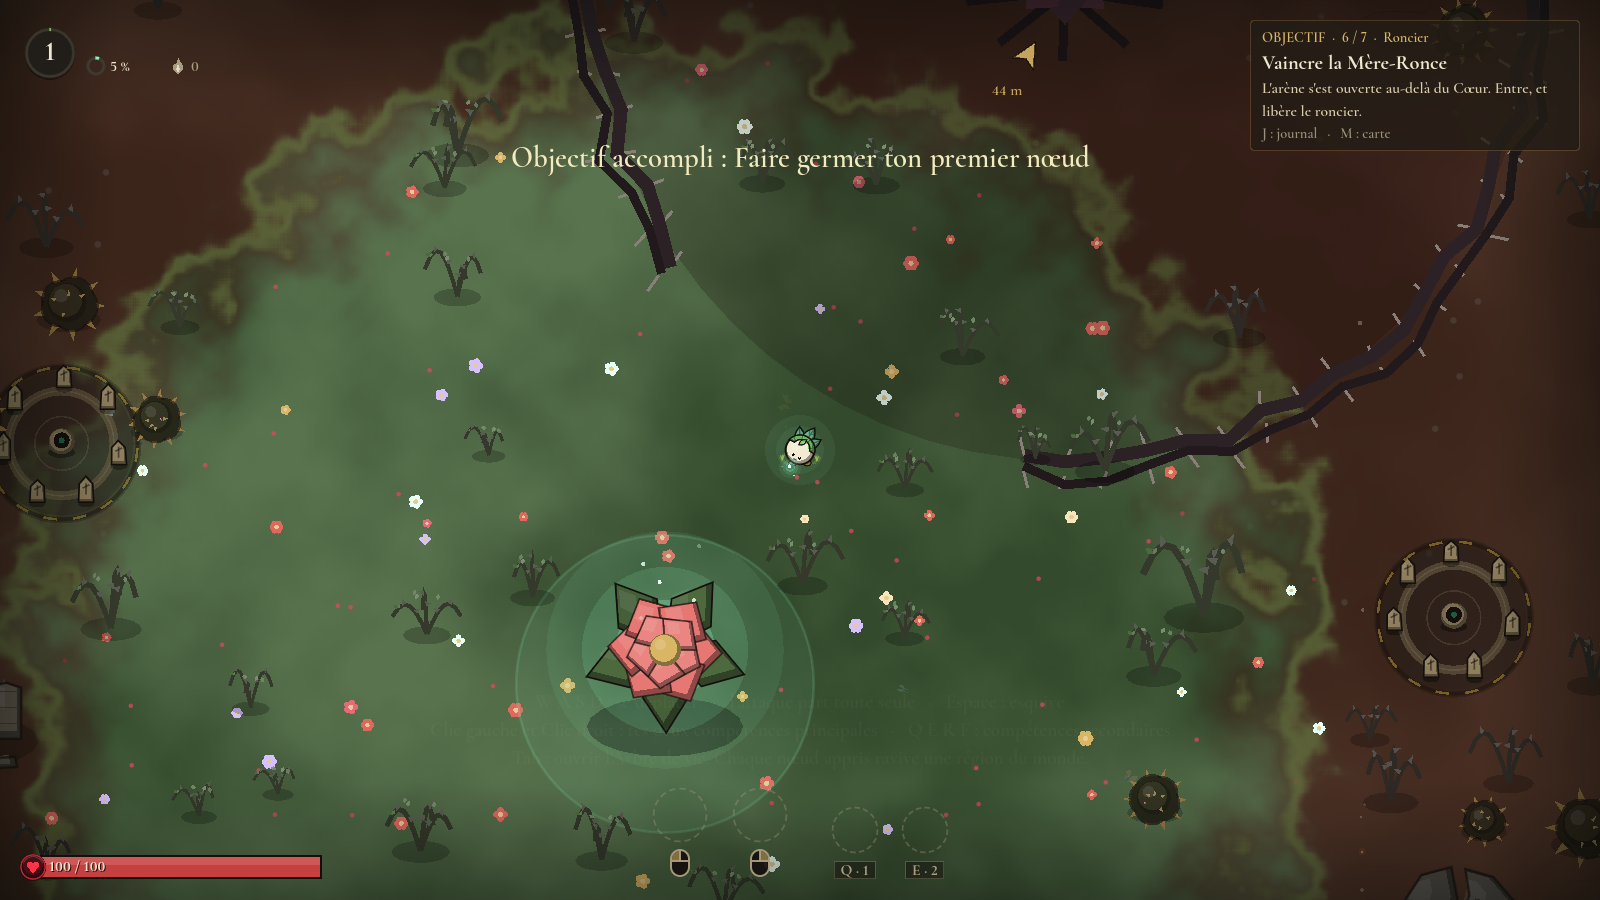 1
5 %
0
44 m
OBJECTIF · 6 / 7 · Roncier
Vaincre la Mère-Ronce
L'arène s'est ouverte au-delà du Cœur. Entre, et
libère le roncier.
J : journal · M : carte
Objectif accompli : Faire germer ton premier nœud
100 / 100
Q · 1
E · 2